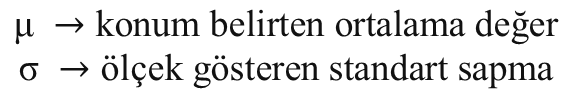 μ → konum belirten ortalama değer
σ → ölçek gösteren standart sapma